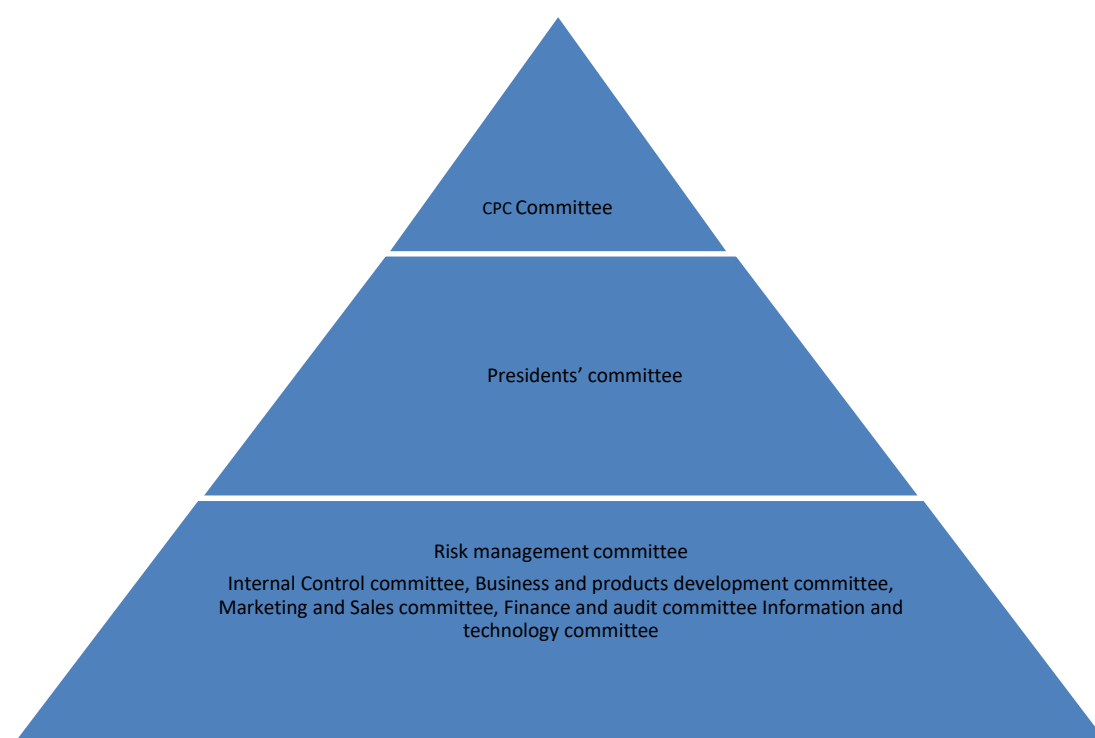 CPC Committee
Presidents’ committee
Risk management committee
Internal Control committee, Business and products development committee,
Marketing and Sales committee, Finance and audit committee Information and
technology committee